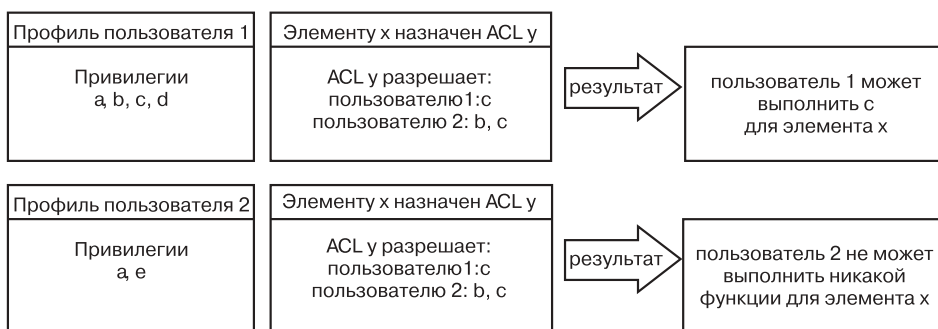 Профиль пользователя 1
Привилегии
a, b, c, d
Элементу x назначен ACL y
ACL y разрешает:
пользователю1:c
пользователю 2: b, c
результат
пользователь 1 может
выполнить c
для элемента x
Профиль пользователя 2
Привилегии
a, e
Элементу x назначен ACL y
ACL y разрешает:
пользователю1:c
пользователю 2: b, c
результат
пользователь 2 не может
выполнить никакой
функции для элемента x